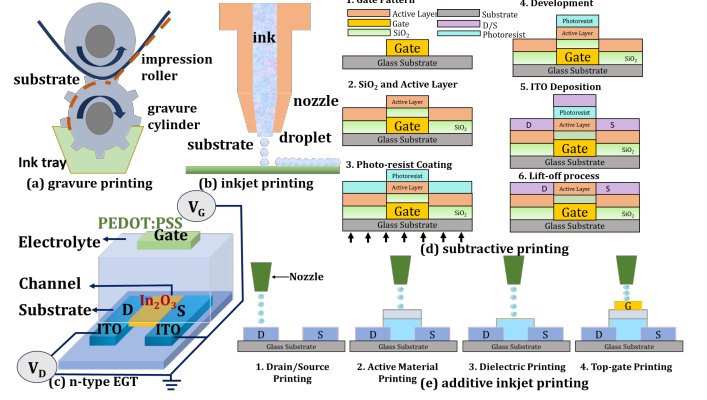 impression
roller
substrate
gravure
cylinder
Ink tray
(a) gravure printing
ink
nozzle
droplet
substrate
(b) inkjet printing
1. Gate Pattern
Active Layer
Gate
SiO₂
Substrate
D/S
Photoresist
Gate
Glass Substrate
2. SiO₂ and Active Layer
Active Layer
Gate
SiO₂
Glass Substrate
3. Photo-resist Coating
Photoresist
Active Layer
Gate
SiO₂
Glass Substrate
4. Development
Photoresist
Active Layer
Gate
SiO₂
Glass Substrate
5. ITO Deposition
Photoresist
D
Active Layer
S
Gate
SiO₂
Glass Substrate
6. Lift-off process
D
Active Layer
S
Gate
SiO₂
Glass Substrate
(d) subtractive printing
V_G
PEDOT:PSS
Gate
Electrolyte
Channel
In₂O₃
Substrate
D
S
ITO
ITO
V_D
(c) n-type EGT
Nozzle
D
S
Glass Substrate
1. Drain/Source
Printing
D
S
Glass Substrate
2. Active Material
Printing
D
S
Glass Substrate
3. Dielectric Printing
G
D
S
Glass Substrate
4. Top-gate Printing
(e) additive inkjet printing